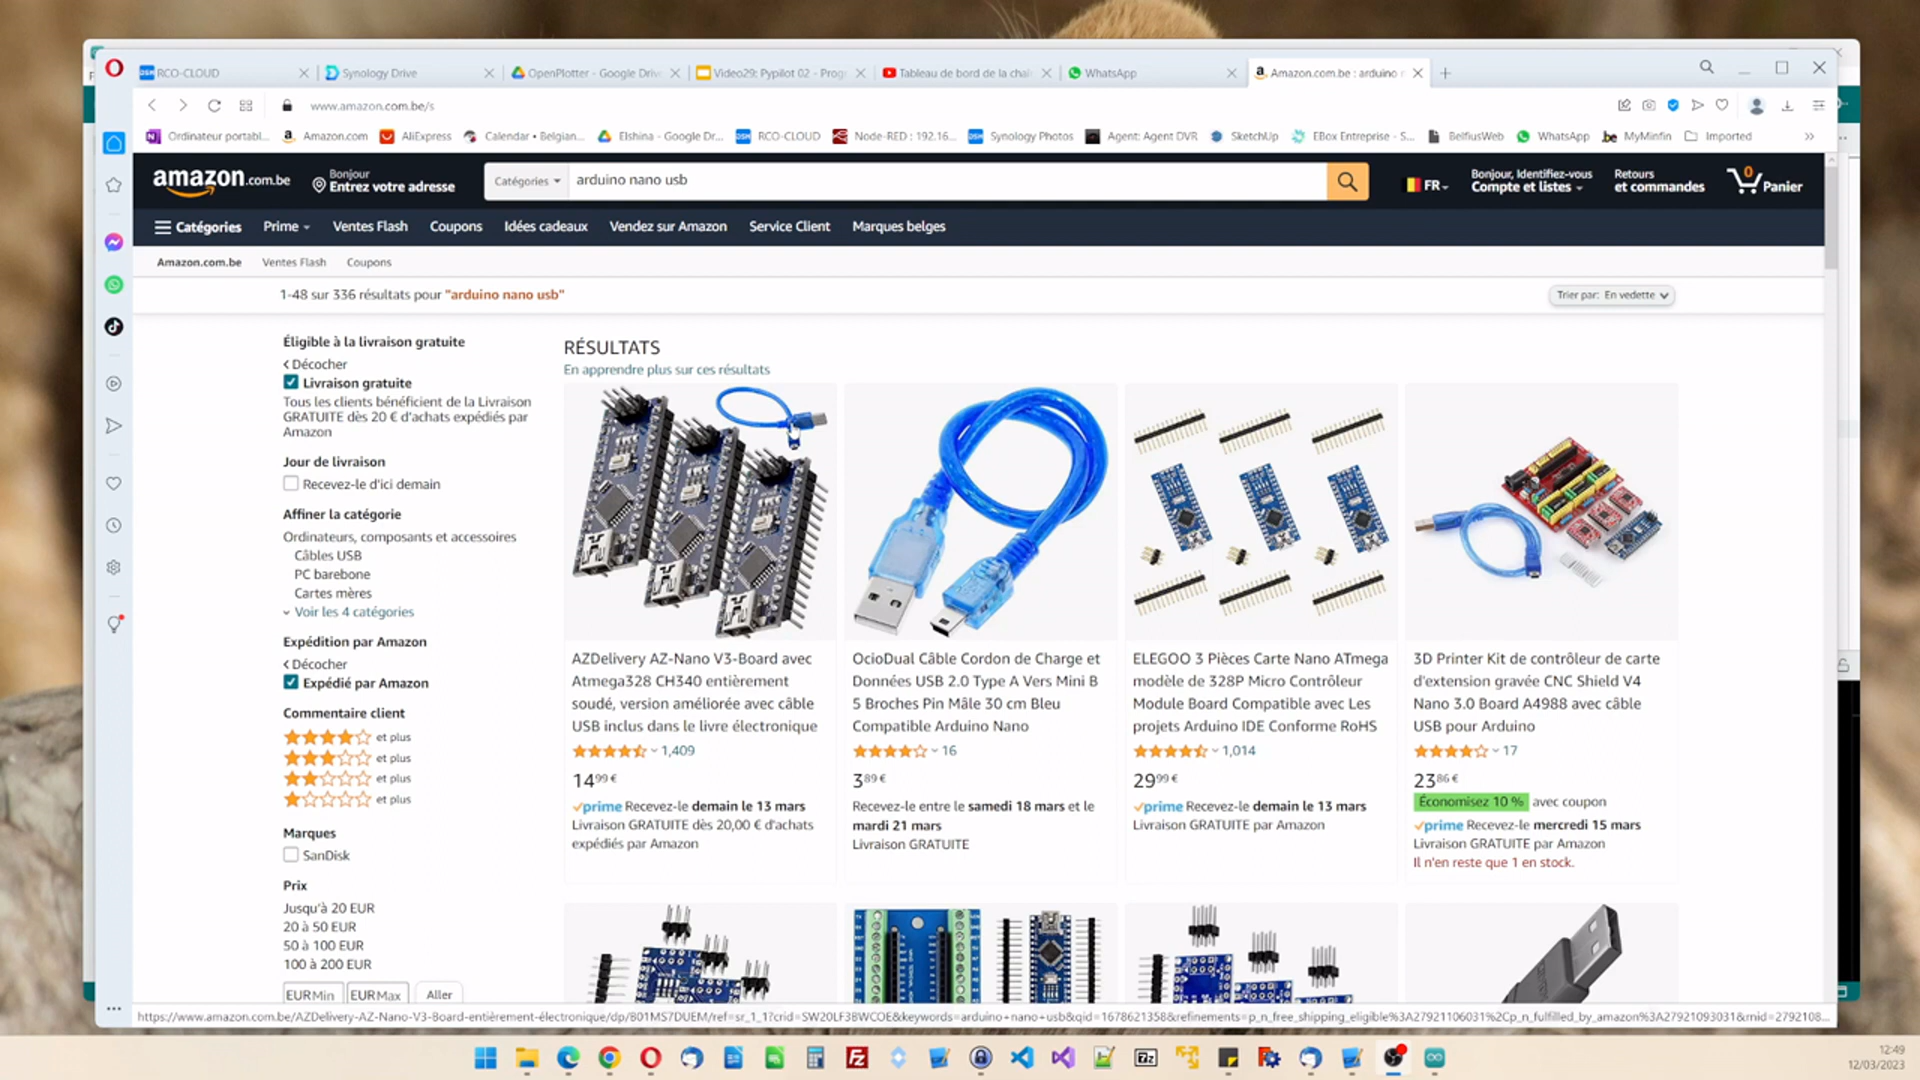 RCO-CLOUD
Synology Drive
OpenPlotter - Google Driv
Video29: Pypilot 02 - Prog
Tableau de bord de la chaî
WhatsApp
Amazon.com.be : arduino n
www.amazon.com.be/s
Ordinateur portabl...
Amazon.com
AliExpress
Calendar • Belgian...
Elshina - Google Dr...
RCO-CLOUD
Node-RED : 192.16...
Synology Photos
Agent: Agent DVR
SketchUp
EBox Entreprise - S...
BelfiusWeb
WhatsApp
MyMinfin
Imported
amazon.com.be
Bonjour
Entrez votre adresse
Catégories
arduino nano usb
FR
Bonjour, Identifiez-vous
Compte et listes
Retours
et commandes
0
Panier
Catégories
Prime
Ventes Flash
Coupons
Idées cadeaux
Vendez sur Amazon
Service Client
Marques belges
Amazon.com.be
Ventes Flash
Coupons
1-48 sur 336 résultats pour "arduino nano usb"
Trier par: En vedette
Éligible à la livraison gratuite
Décocher
Livraison gratuite
Tous les clients bénéficient de la Livraison
GRATUITE dès 20 € d'achats expédiés par
Amazon
Jour de livraison
Recevez-le d'ici demain
Affiner la catégorie
Ordinateurs, composants et accessoires
Câbles USB
PC barebone
Cartes mères
Voir les 4 catégories
Expédition par Amazon
Décocher
Expédié par Amazon
Commentaire client
et plus
et plus
et plus
et plus
Marques
SanDisk
Prix
Jusqu'à 20 EUR
20 à 50 EUR
50 à 100 EUR
100 à 200 EUR
EUR Min
EUR Max
Aller
RÉSULTATS
En apprendre plus sur ces résultats
AZDelivery AZ-Nano V3-Board avec
Atmega328 CH340 entièrement
soudé, version améliorée avec câble
USB inclus dans le livre électronique
1,409
14,99 €
prime Recevez-le demain le 13 mars
Livraison GRATUITE dès 20,00 € d'achats
expédiés par Amazon
OcioDual Câble Cordon de Charge et
Données USB 2.0 Type A Vers Mini B
5 Broches Pin Mâle 30 cm Bleu
Compatible Arduino Nano
16
3,89 €
Recevez-le entre le samedi 18 mars et le
mardi 21 mars
Livraison GRATUITE
ELEGOO 3 Pièces Carte Nano ATmega
modèle de 328P Micro Contrôleur
Module Board Compatible avec Les
projets Arduino IDE Conforme RoHS
1,014
29,99 €
prime Recevez-le demain le 13 mars
Livraison GRATUITE par Amazon
3D Printer Kit de contrôleur de carte
d'extension gravée CNC Shield V4
Nano 3.0 Board A4988 avec câble
USB pour Arduino
17
23,86 €
Économisez 10 % avec coupon
prime Recevez-le mercredi 15 mars
Livraison GRATUITE par Amazon
Il n'en reste que 1 en stock.
https://www.amazon.com.be/AZDelivery-AZ-Nano-V3-Board-entièrement-électronique/dp/B01MS7DUEM/ref=sr_1_1?crid=SW20LF3BWCOE&keywords=arduino+nano+usb&qid=1678621358&refinements=p_n_free_shipping_eligible%3A27921106031%2Cp_n_fulfilled_by_amazon%3A27921093031&rnid=2792108...
12:49
12/03/2023